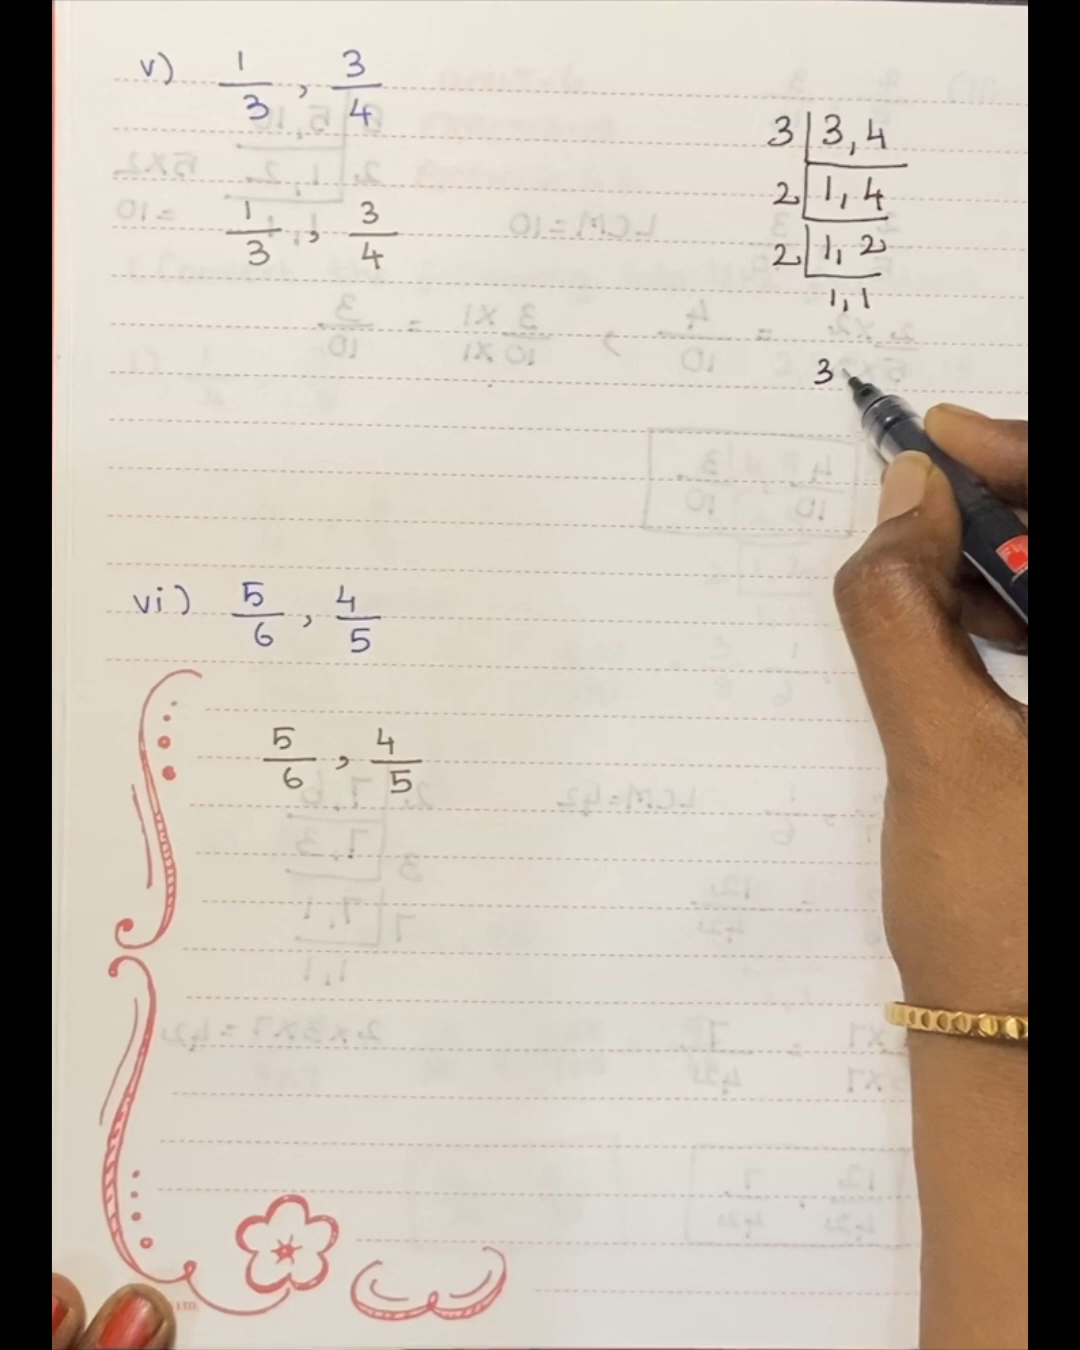 v) 1/3 , 3/4
3 | 3, 4
2 | 1, 4
1/3 , 3/4
2 | 1, 2
1, 1
3
vi) 5/6 , 4/5
5/6 , 4/5